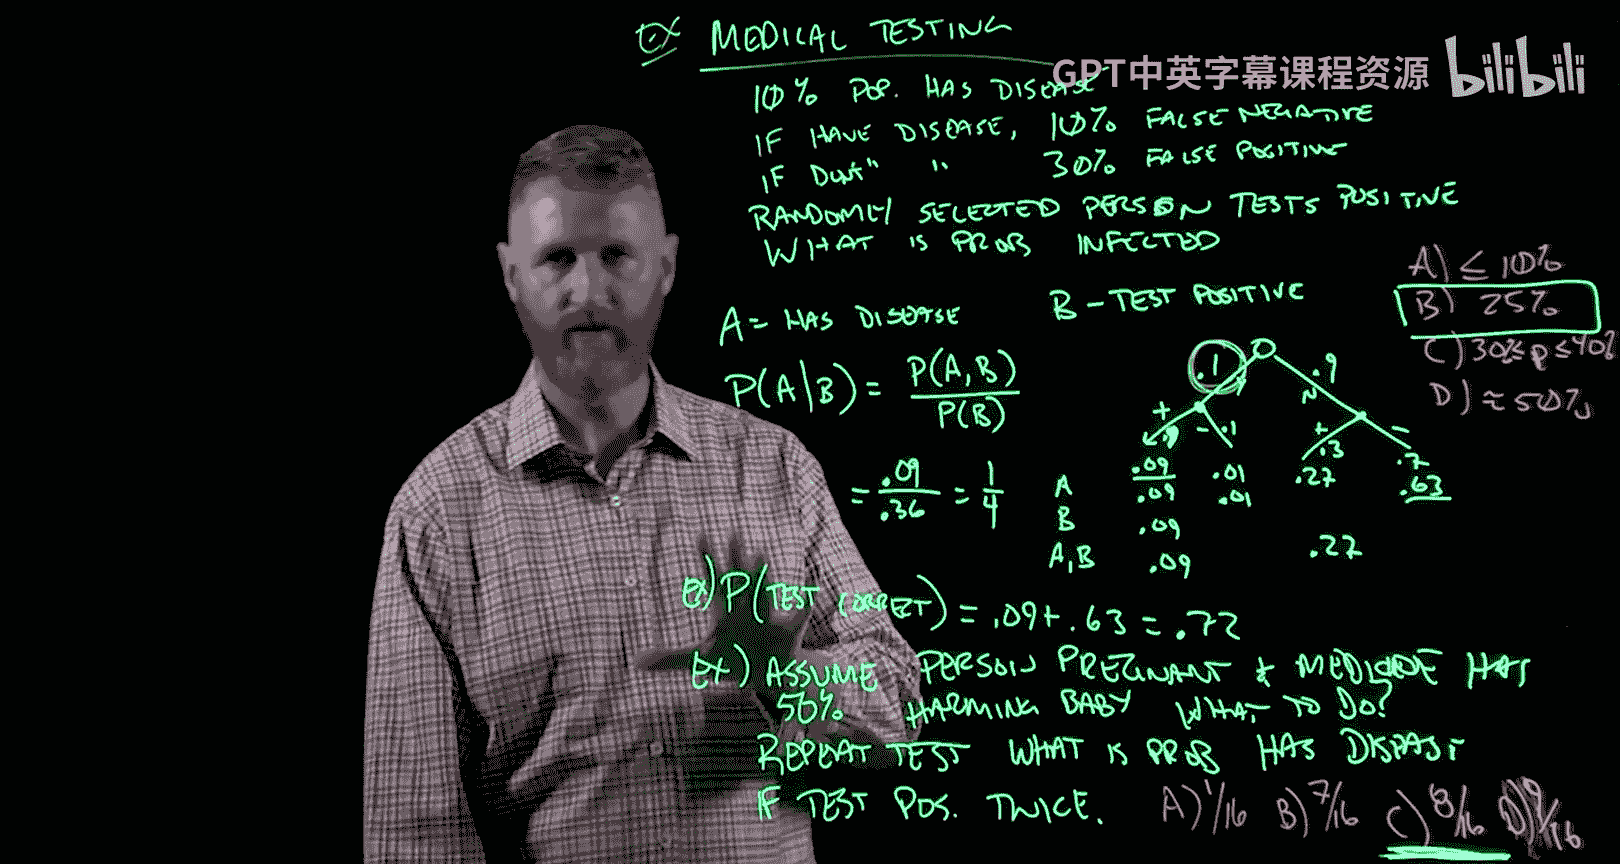 EX MEDICAL TESTING
GPT中英字幕课程资源 bilibili
10% POP. HAS DISEASE
IF HAVE DISEASE, 10% FALSE NEGATIVE
IF DON'T " " 30% FALSE POSITIVE
RANDOMLY SELECTED PERSON TESTS POSITIVE
WHAT IS PROB INFECTED
A) ≤ 10%
B) 25%
C) 30% ≤ p ≤ 40%
D) ≈ 50%
A = HAS DISEASE B - TEST POSITIVE
P(A|B) = P(A,B) / P(B)
= .09 / .36 = 1/4
.1 .9
+ .9 - .1 + .3 - .7
.09 .01 .27 .63
A .09 .01
B .09 .27
A,B .09
EX) P(TEST CORRECT) = .09 + .63 = .72
EX) ASSUME PERSON PREGNANT & MEDICINE HAS
50% HARMING BABY WHAT TO DO?
REPEAT TEST WHAT IS PROB HAS DISEASE
IF TEST POS. TWICE. A) 1/16 B) 7/16 C) 8/16 D) 9/16